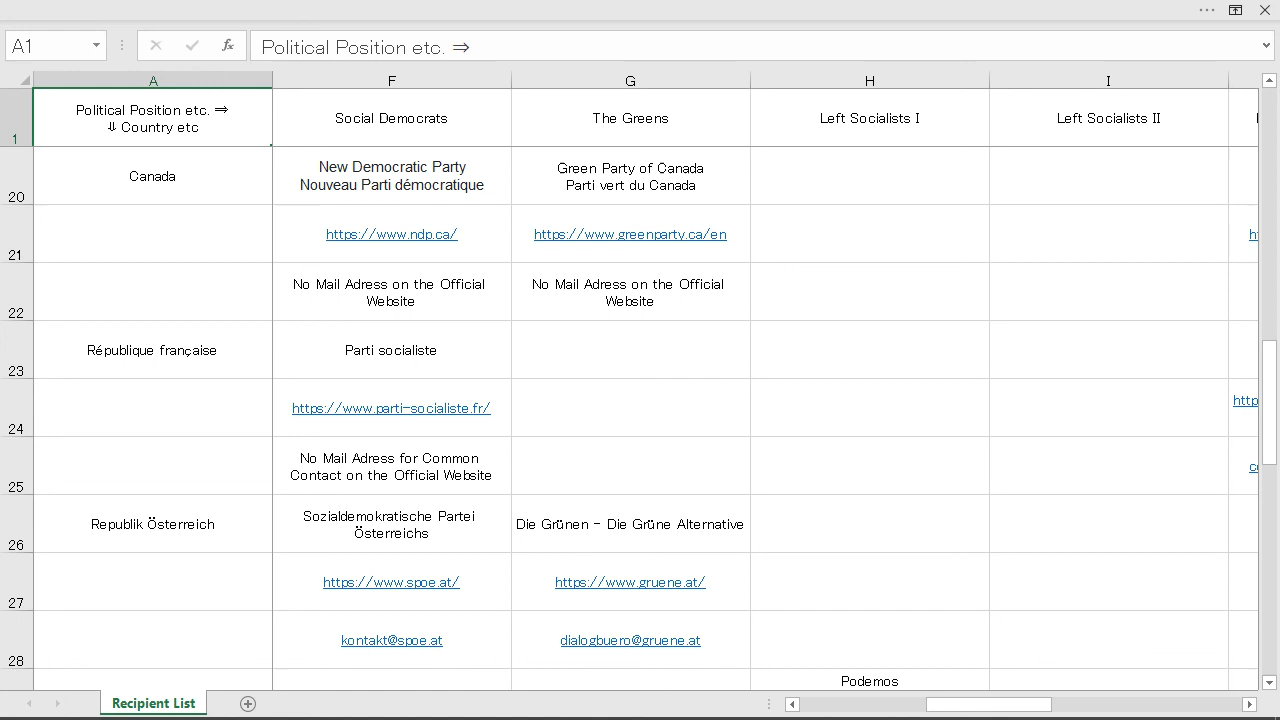 A1
fx
Political Position etc. ⇒
A F G H I
1
Political Position etc. ⇒
⇓ Country etc
Social Democrats
The Greens
Left Socialists I
Left Socialists II
20
Canada
New Democratic Party
Nouveau Parti démocratique
Green Party of Canada
Parti vert du Canada
21
https://www.ndp.ca/
https://www.greenparty.ca/en
22
No Mail Adress on the Official
Website
No Mail Adress on the Official
Website
23
République française
Parti socialiste
24
https://www.parti-socialiste.fr/
http
25
No Mail Adress for Common
Contact on the Official Website
26
Republik Österreich
Sozialdemokratische Partei
Österreichs
Die Grünen - Die Grüne Alternative
27
https://www.spoe.at/
https://www.gruene.at/
28
kontakt@spoe.at
dialogbuero@gruene.at
Podemos
Recipient List